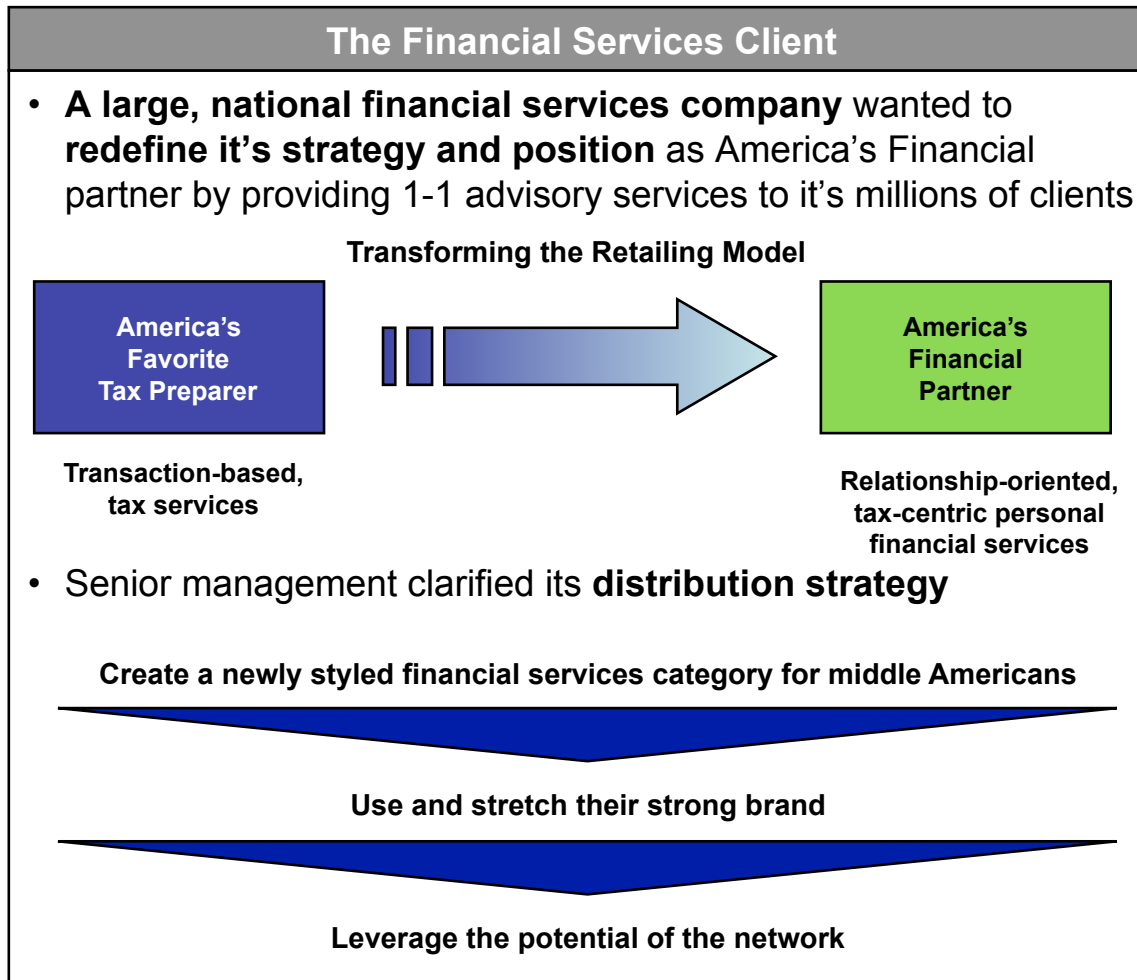 The Financial Services Client
• A large, national financial services company wanted to
redefine it's strategy and position as America's Financial
partner by providing 1-1 advisory services to it's millions of clients
Transforming the Retailing Model
America's
Favorite
Tax Preparer
America's
Financial
Partner
Transaction-based,
tax services
Relationship-oriented,
tax-centric personal
financial services
• Senior management clarified its distribution strategy
Create a newly styled financial services category for middle Americans
Use and stretch their strong brand
Leverage the potential of the network